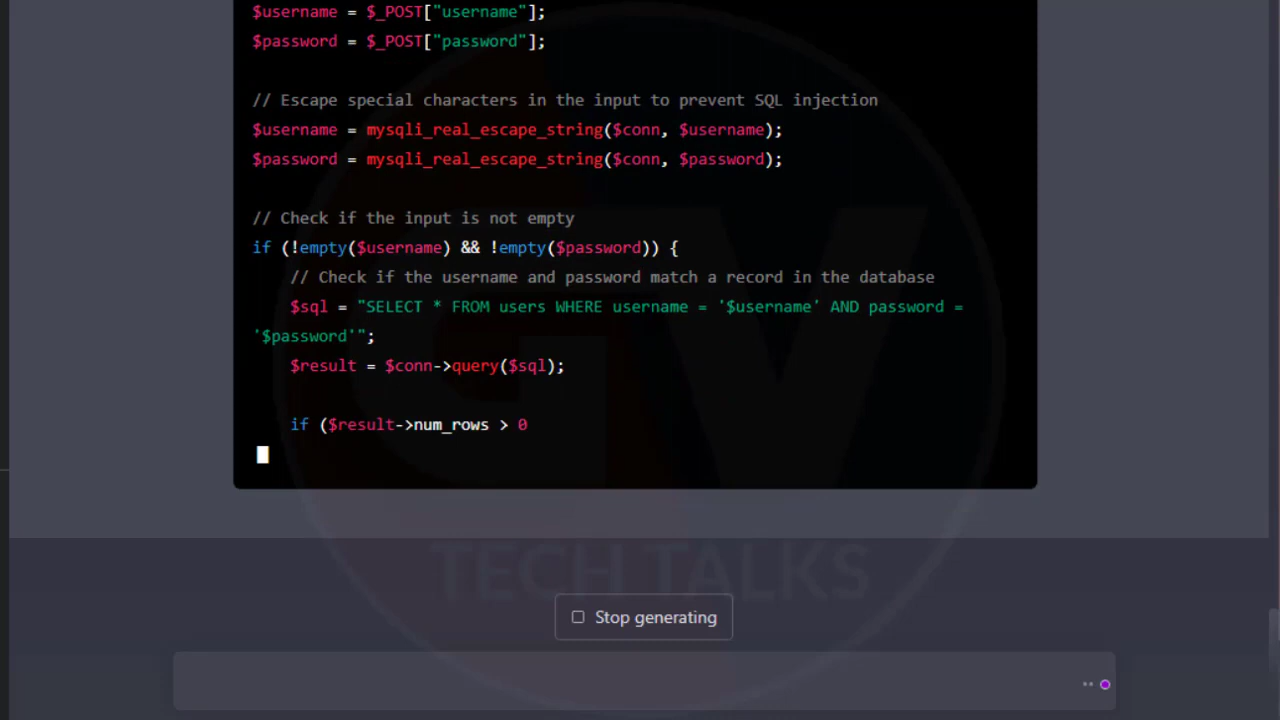 $username = $_POST["username"];
$password = $_POST["password"];
// Escape special characters in the input to prevent SQL injection
$username = mysqli_real_escape_string($conn, $username);
$password = mysqli_real_escape_string($conn, $password);
// Check if the input is not empty
if (!empty($username) && !empty($password)) {
// Check if the username and password match a record in the database
$sql = "SELECT * FROM users WHERE username = '$username' AND password =
'$password'";
$result = $conn->query($sql);
if ($result->num_rows > 0
GV
TECH TALKS
Stop generating